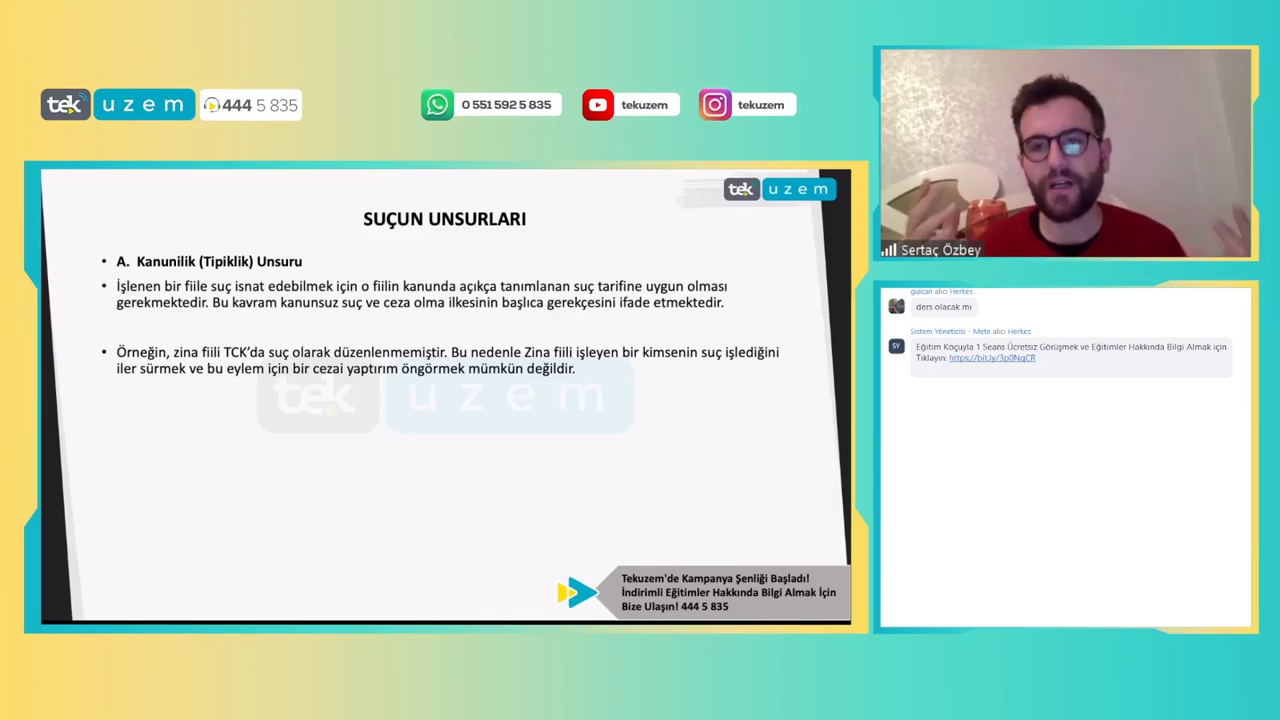 tek uzem 444 5 835
0 551 592 5 835
tekuzem
tekuzem
tek uzem
SUÇUN UNSURLARI
• A. Kanunilik (Tipiklik) Unsuru
• İşlenen bir fiile suç isnat edebilmek için o fiilin kanunda açıkça tanımlanan suç tarifine uygun olması
gerekmektedir. Bu kavram kanunsuz suç ve ceza olma ilkesinin başlıca gerekçesini ifade etmektedir.
• Örneğin, zina fiili TCK’da suç olarak düzenlenmemiştir. Bu nedenle Zina fiili işleyen bir kimsenin suç işlediğini
iler sürmek ve bu eylem için bir cezai yaptırım öngörmek mümkün değildir.
tek uzem
Tekuzem'de Kampanya Şenliği Başladı!
İndirimli Eğitimler Hakkında Bilgi Almak İçin
Bize Ulaşın! 444 5 835
Sertaç Özbey
gulcan alıcı Herkes
ders olacak mı
Sistem Yöneticisi - Mete alıcı Herkes
SY
Eğitim Koçuyla 1 Seans Ücretsiz Görüşmek ve Eğitimler Hakkında Bilgi Almak için
Tıklayın: https://bit.ly/3p0NqCR